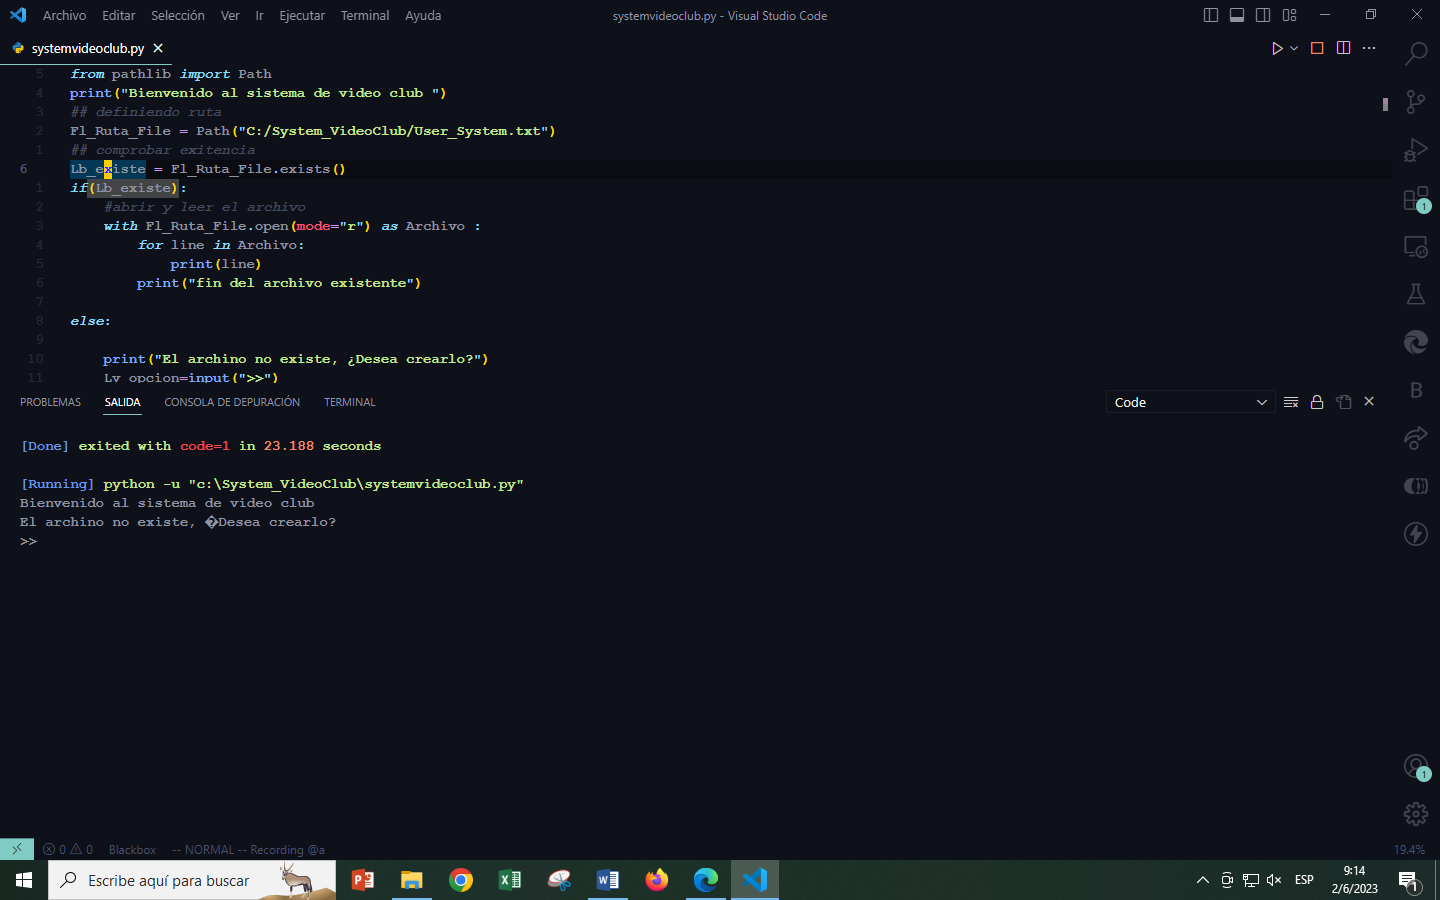 Archivo Editar Selección Ver Ir Ejecutar Terminal Ayuda
systemvideoclub.py - Visual Studio Code
systemvideoclub.py
5 from pathlib import Path
4 print("Bienvenido al sistema de video club ")
3 ## definiendo ruta
2 Fl_Ruta_File = Path("C:/System_VideoClub/User_System.txt")
1 ## comprobar exitencia
6 Lb_existe = Fl_Ruta_File.exists()
1 if(Lb_existe):
2 #abrir y leer el archivo
3 with Fl_Ruta_File.open(mode="r") as Archivo :
4 for line in Archivo:
5 print(line)
6 print("fin del archivo existente")
7
8 else:
9
10 print("El archino no existe, ¿Desea crearlo?")
11 Lv_opcion=input(">>")
PROBLEMAS SALIDA CONSOLA DE DEPURACIÓN TERMINAL
Code
[Done] exited with code=1 in 23.188 seconds
[Running] python -u "c:\System_VideoClub\systemvideoclub.py"
Bienvenido al sistema de video club
El archino no existe, �Desea crearlo?
>>
1
B
1
0 0 Blackbox -- NORMAL -- Recording @a
19.4%
Escribe aquí para buscar
ESP
9:14
2/6/2023
1